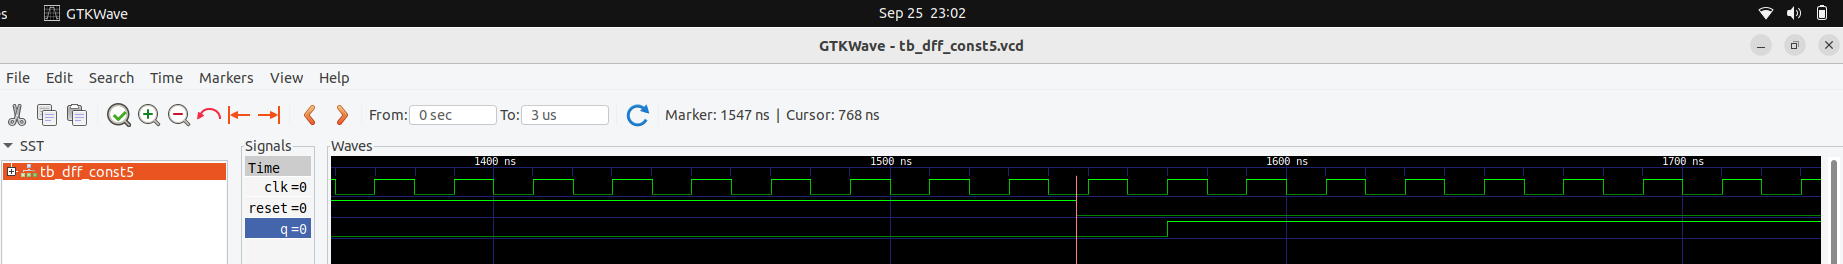 s GTKWave Sep 25 23:02
GTKWave - tb_dff_const5.vcd
File Edit Search Time Markers View Help
From: 0 sec To: 3 us Marker: 1547 ns | Cursor: 768 ns
SST Signals Waves
Time 1400 ns 1500 ns 1600 ns 1700 ns
tb_dff_const5
clk=0
reset=0
q=0